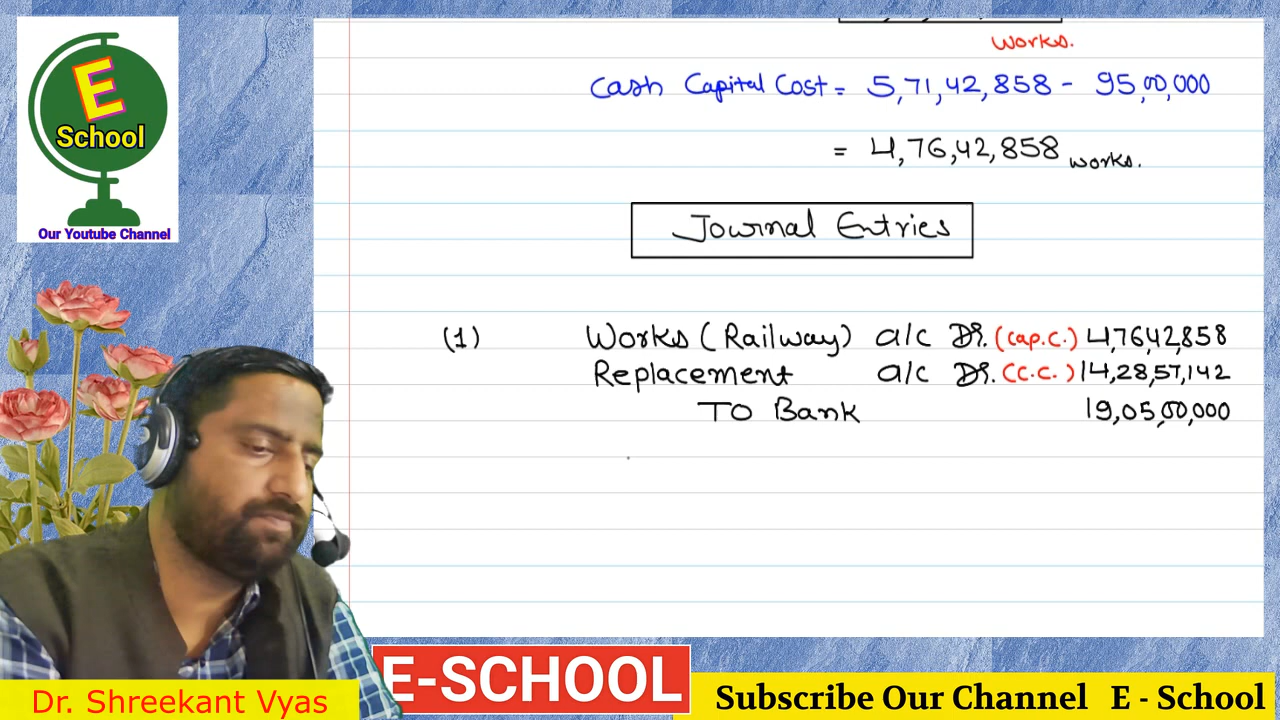 E
School
Our Youtube Channel
Works.
Cash Capital Cost = 5,71,42,858 - 95,00,000
= 4,76,42,858 works.
Journal Entries
(1) Works (Railway) a/c Dr. (Cap.C.) 4,76,42,858
Replacement a/c Dr. (C.C.) 14,28,57,142
To Bank 19,05,00,000
E-SCHOOL
Dr. Shreekant Vyas
Subscribe Our Channel E - School